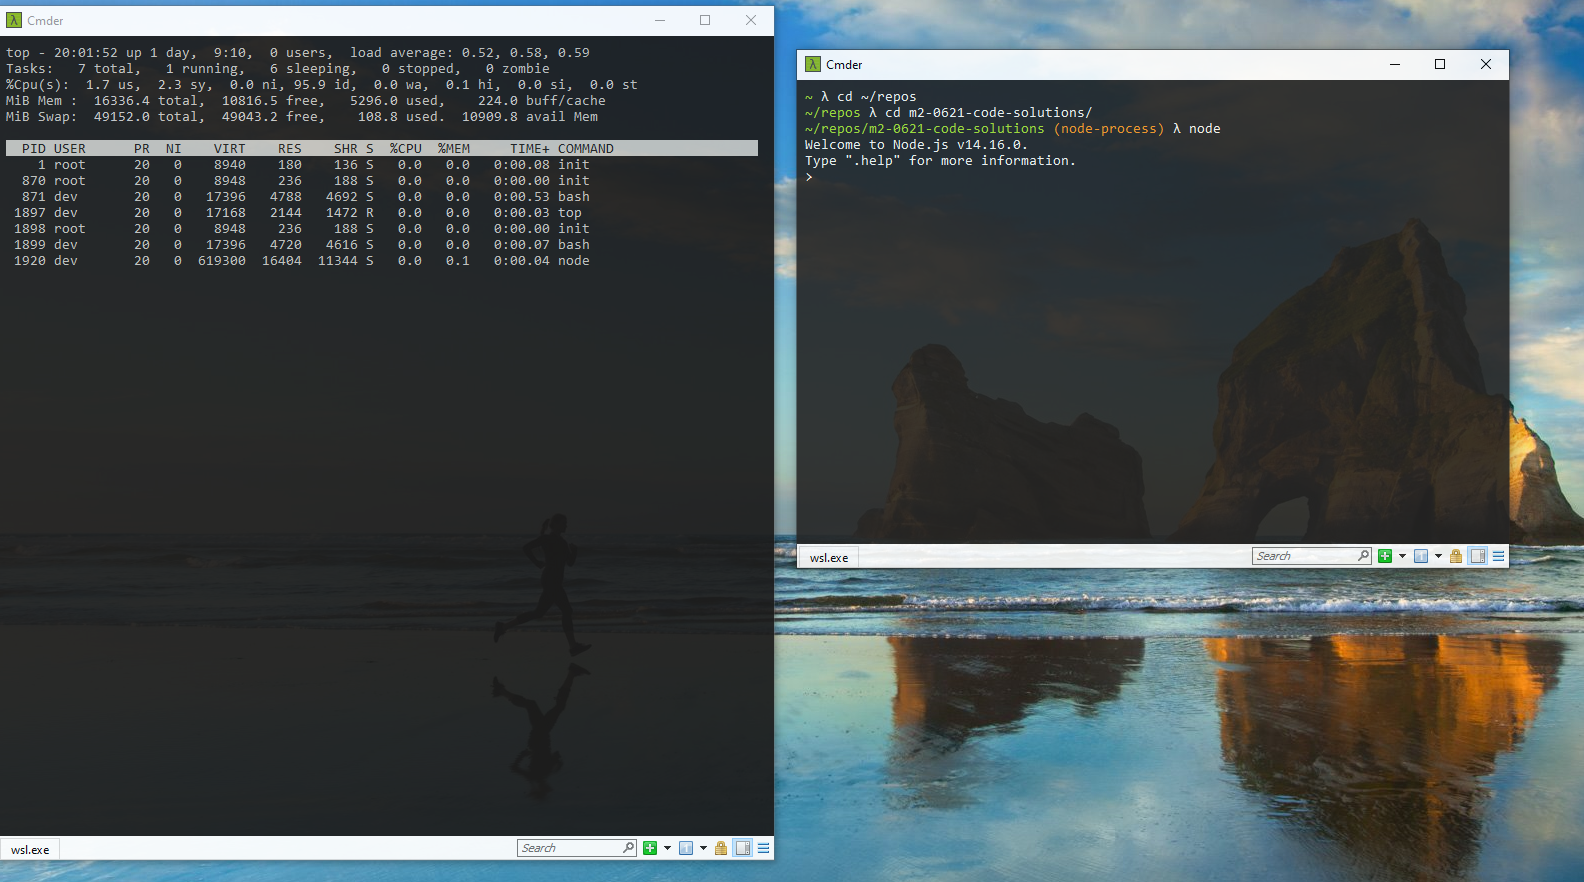 Cmder
top - 20:01:52 up 1 day,  9:10,  0 users,  load average: 0.52, 0.58, 0.59
Tasks:   7 total,   1 running,   6 sleeping,   0 stopped,   0 zombie
%Cpu(s):  1.7 us,  2.3 sy,  0.0 ni, 95.9 id,  0.0 wa,  0.1 hi,  0.0 si,  0.0 st
MiB Mem :  16336.4 total,  10816.5 free,   5296.0 used,    224.0 buff/cache
MiB Swap:  49152.0 total,  49043.2 free,    108.8 used.  10909.8 avail Mem
PID USER      PR  NI    VIRT    RES    SHR S  %CPU  %MEM     TIME+ COMMAND
1 root      20   0    8940    180    136 S   0.0   0.0   0:00.08 init
870 root      20   0    8948    236    188 S   0.0   0.0   0:00.00 init
871 dev       20   0   17396   4788   4692 S   0.0   0.0   0:00.53 bash
1897 dev       20   0   17168   2144   1472 R   0.0   0.0   0:00.03 top
1898 root      20   0    8948    236    188 S   0.0   0.0   0:00.00 init
1899 dev       20   0   17396   4720   4616 S   0.0   0.0   0:00.07 bash
1920 dev       20   0  619300  16404  11344 S   0.0   0.1   0:00.04 node
wsl.exe
Search
Cmder
~ λ cd ~/repos
~/repos λ cd m2-0621-code-solutions/
~/repos/m2-0621-code-solutions (node-process) λ node
Welcome to Node.js v14.16.0.
Type ".help" for more information.
>
wsl.exe
Search